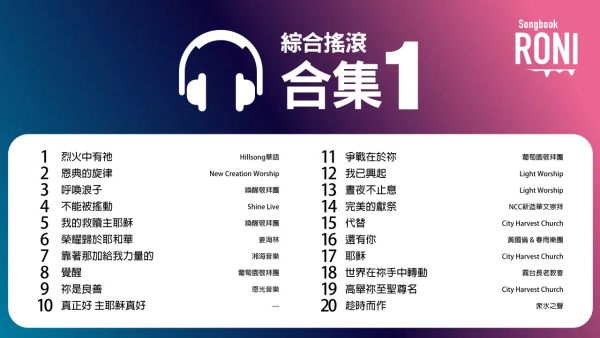 綜合搖滾
合集1
Songbook
RONI
1 烈火中有祂 Hillsong華語
2 恩典的旋律 New Creation Worship
3 呼喚浪子 喚醒敬拜團
4 不能被搖動 Shine Live
5 我的救贖主耶穌 喚醒敬拜團
6 榮耀歸於耶和華 姜海林
7 靠著那加給我力量的 湘海音樂
8 覺醒 葡萄園敬拜團
9 祢是良善 恩光音樂
10 真正好 主耶穌真好 ---
11 爭戰在於祢 葡萄園敬拜團
12 我已興起 Light Worship
13 晝夜不止息 Light Worship
14 完美的獻祭 NCC新造華文崇拜
15 代替 City Harvest Church
16 還有你 黃國倫 & 春雨樂團
17 耶穌 City Harvest Church
18 世界在祢手中轉動 霧台長老教會
19 高舉祢至聖尊名 City Harvest Church
20 趁時而作 眾水之聲